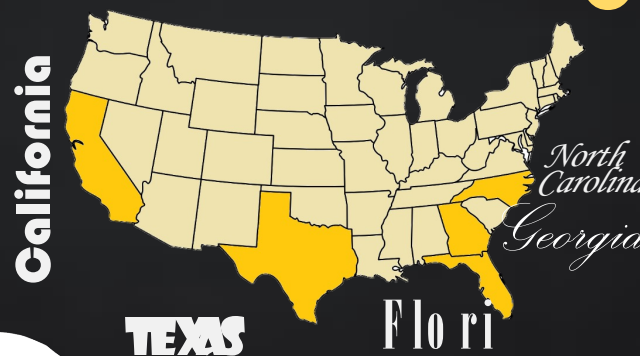 California
North
Carolina
Georgia
TEXAS
Flo ri